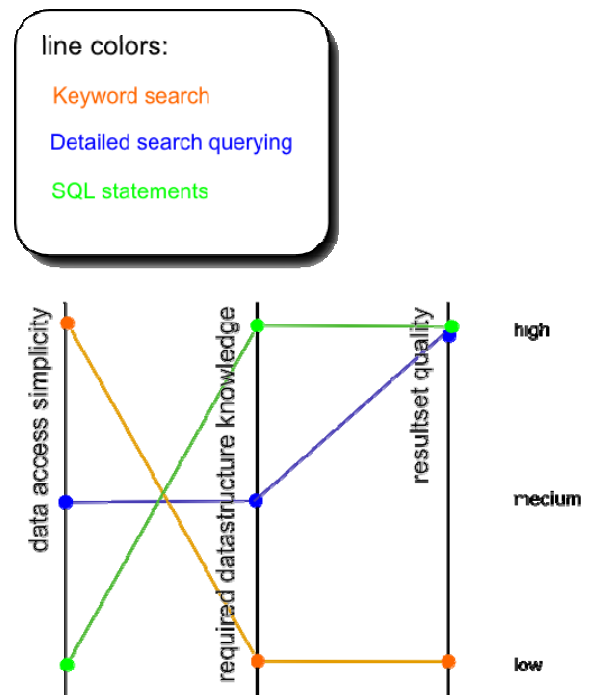 line colors:
Keyword search
Detailed search querying
SQL statements
data access simplicity
required datastructure knowledge
resultset quality
high
medium
low